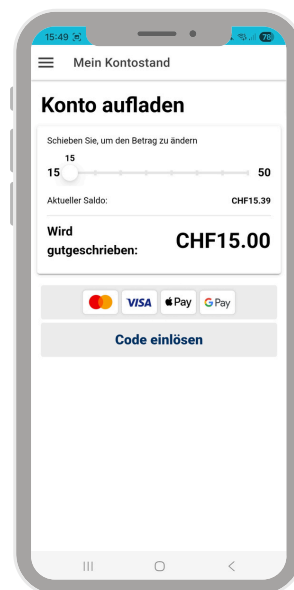 15:49
78
Mein Kontostand
Konto aufladen
Schieben Sie, um den Betrag zu ändern
15
15 50
Aktueller Saldo: CHF15.39
Wird
gutgeschrieben: CHF15.00
VISA Pay G Pay
Code einlösen